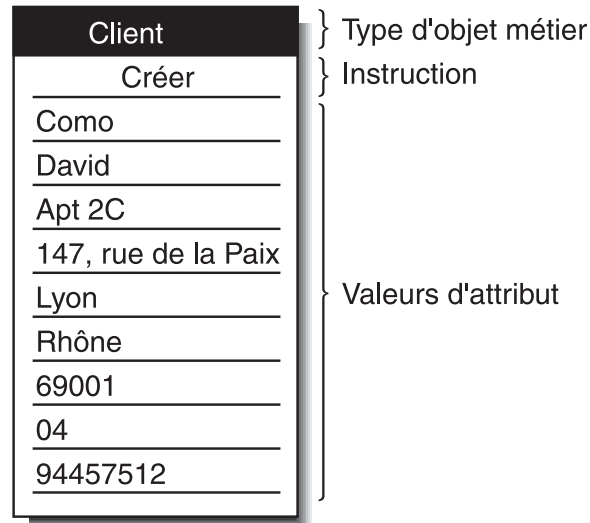 Client
Type d'objet métier
Créer
Instruction
Como
David
Apt 2C
147, rue de la Paix
Lyon
Rhône
69001
04
94457512
Valeurs d'attribut